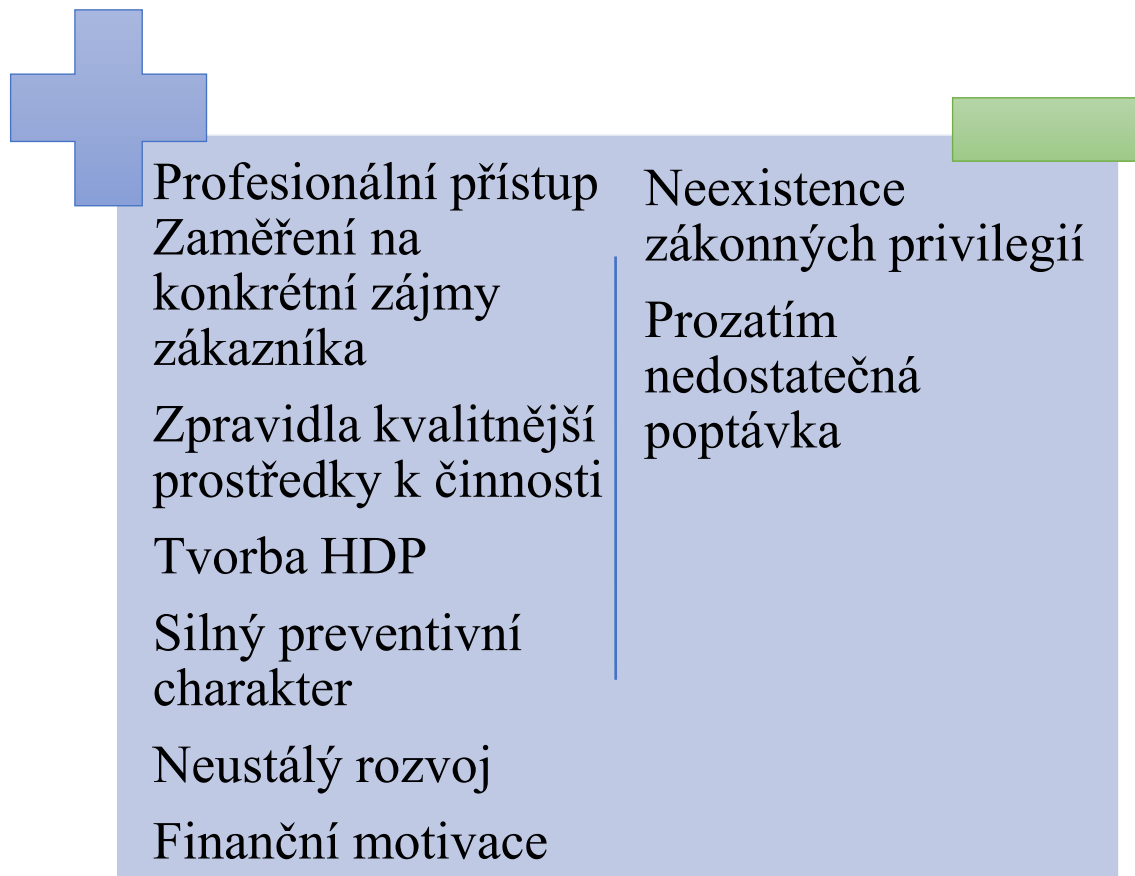 Profesionální přístup
Zaměření na
konkrétní zájmy
zákazníka
Zpravidla kvalitnější
prostředky k činnosti
Tvorba HDP
Silný preventivní
charakter
Neustálý rozvoj
Finanční motivace
Neexistence
zákonných privilegií
Prozatím
nedostatečná
poptávka